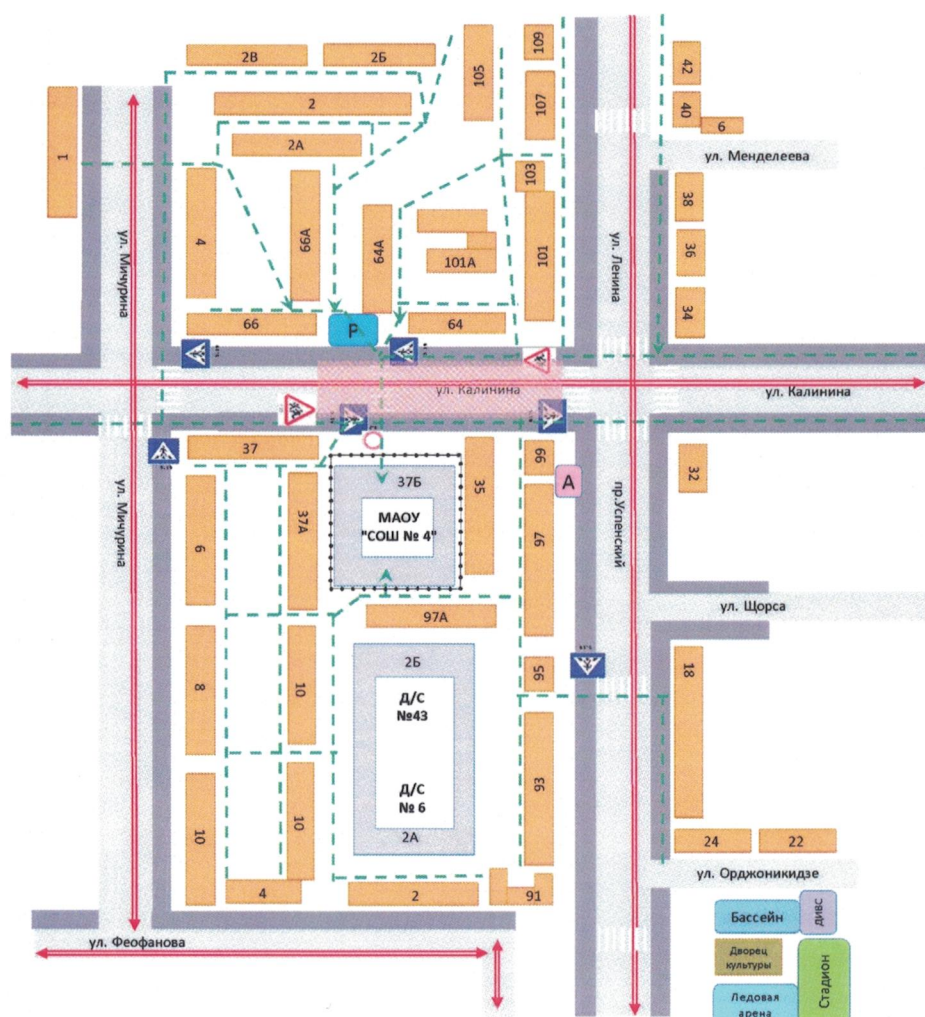 2В
2Б
105
109
42
2
107
40
6
ул. Менделеева
1
2А
103
4
66А
64А
101А
101
38
36
34
ул. Мичурина
ул. Ленина
66
Р
64
ул. Калинина
ул. Калинина
37
37А
37Б
МАОУ
"СОШ № 4"
35
99
А
32
97
пр.Успенский
ул. Мичурина
6
ул. Щорса
97А
8
10
2Б
Д/С
№43
95
18
Д/С
№ 6
2А
93
10
10
24
22
ул. Орджоникидзе
4
2
91
ул. Феофанова
Бассейн
ДИВС
Дворец
культуры
Стадион
Ледовая
арена